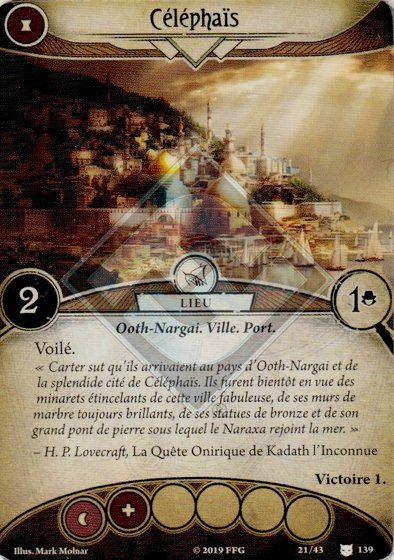 Céléphaïs
2
LIEU
1
Ooth-Nargai. Ville. Port.
Voilé.
« Carter sut qu'ils arrivaient au pays d'Ooth-Nargai et de
la splendide cité de Céléphaïs. Ils furent bientôt en vue des
minarets étincelants de cette ville fabuleuse, de ses murs de
marbre toujours brillants, de ses statues de bronze et de son
grand pont de pierre sous lequel le Naraxa rejoint la mer. »
– H. P. Lovecraft, La Quête Onirique de Kadath l'Inconnue
Victoire 1.
Illus. Mark Molnar
© 2019 FFG
21/43
139